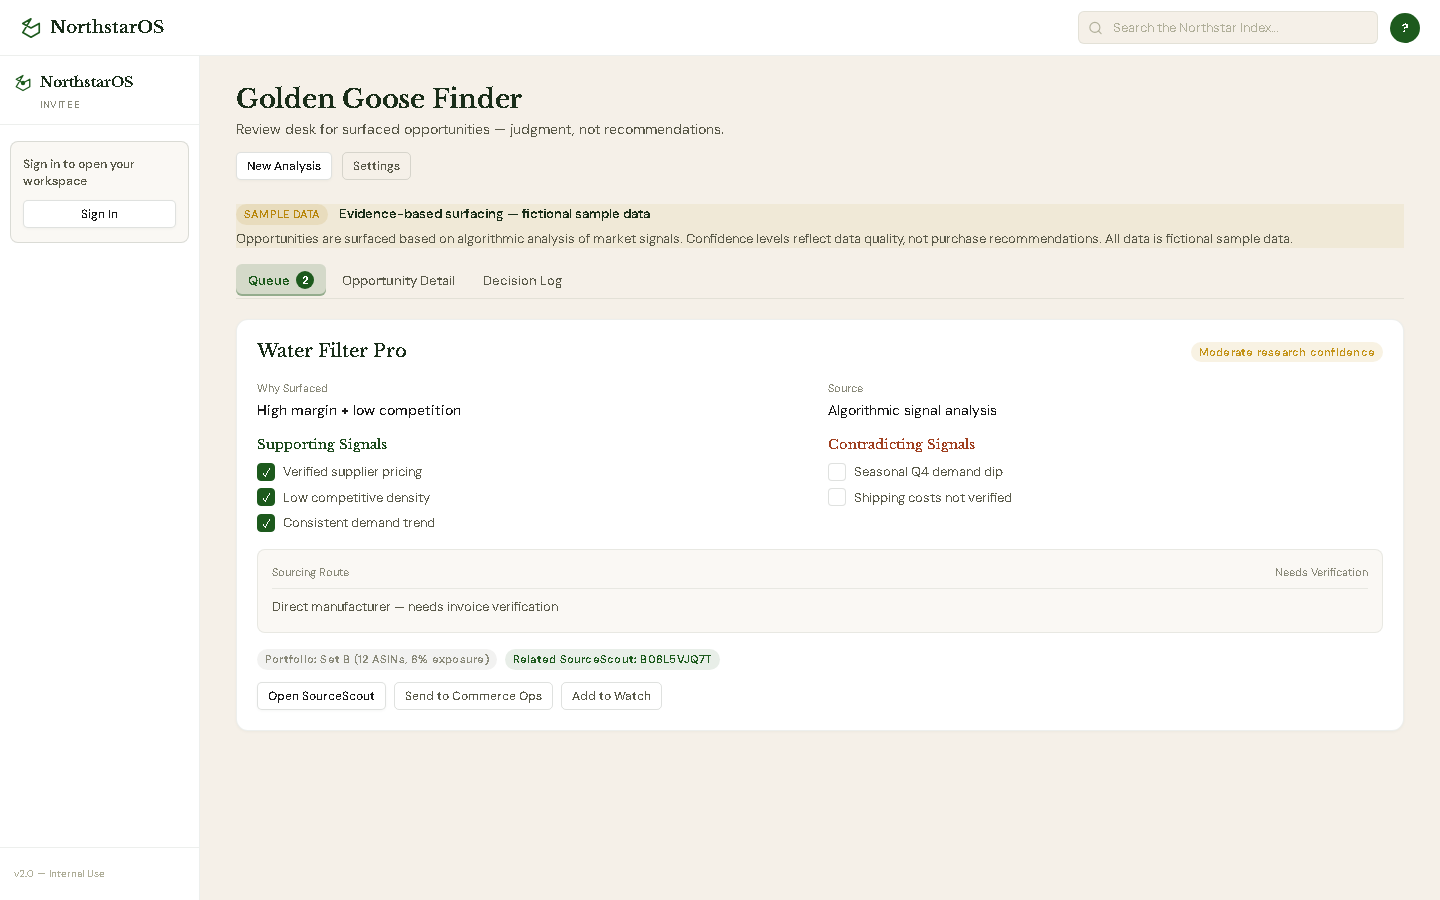 NorthstarOS
Search the Northstar Index...
?
NorthstarOS
INVITEE
Sign in to open your
workspace
Sign In
v2.0 — Internal Use
Golden Goose Finder
Review desk for surfaced opportunities — judgment, not recommendations.
New Analysis
Settings
SAMPLE DATA Evidence-based surfacing — fictional sample data
Opportunities are surfaced based on algorithmic analysis of market signals. Confidence levels reflect data quality, not purchase recommendations. All data is fictional sample data.
Queue 2
Opportunity Detail
Decision Log
Water Filter Pro
Moderate research confidence
Why Surfaced
High margin + low competition
Source
Algorithmic signal analysis
Supporting Signals
Verified supplier pricing
Low competitive density
Consistent demand trend
Contradicting Signals
Seasonal Q4 demand dip
Shipping costs not verified
Sourcing Route
Needs Verification
Direct manufacturer — needs invoice verification
Portfolio: Set B (12 ASINs, 8% exposure)
Related SourceScout: B08L5VJQ7T
Open SourceScout
Send to Commerce Ops
Add to Watch